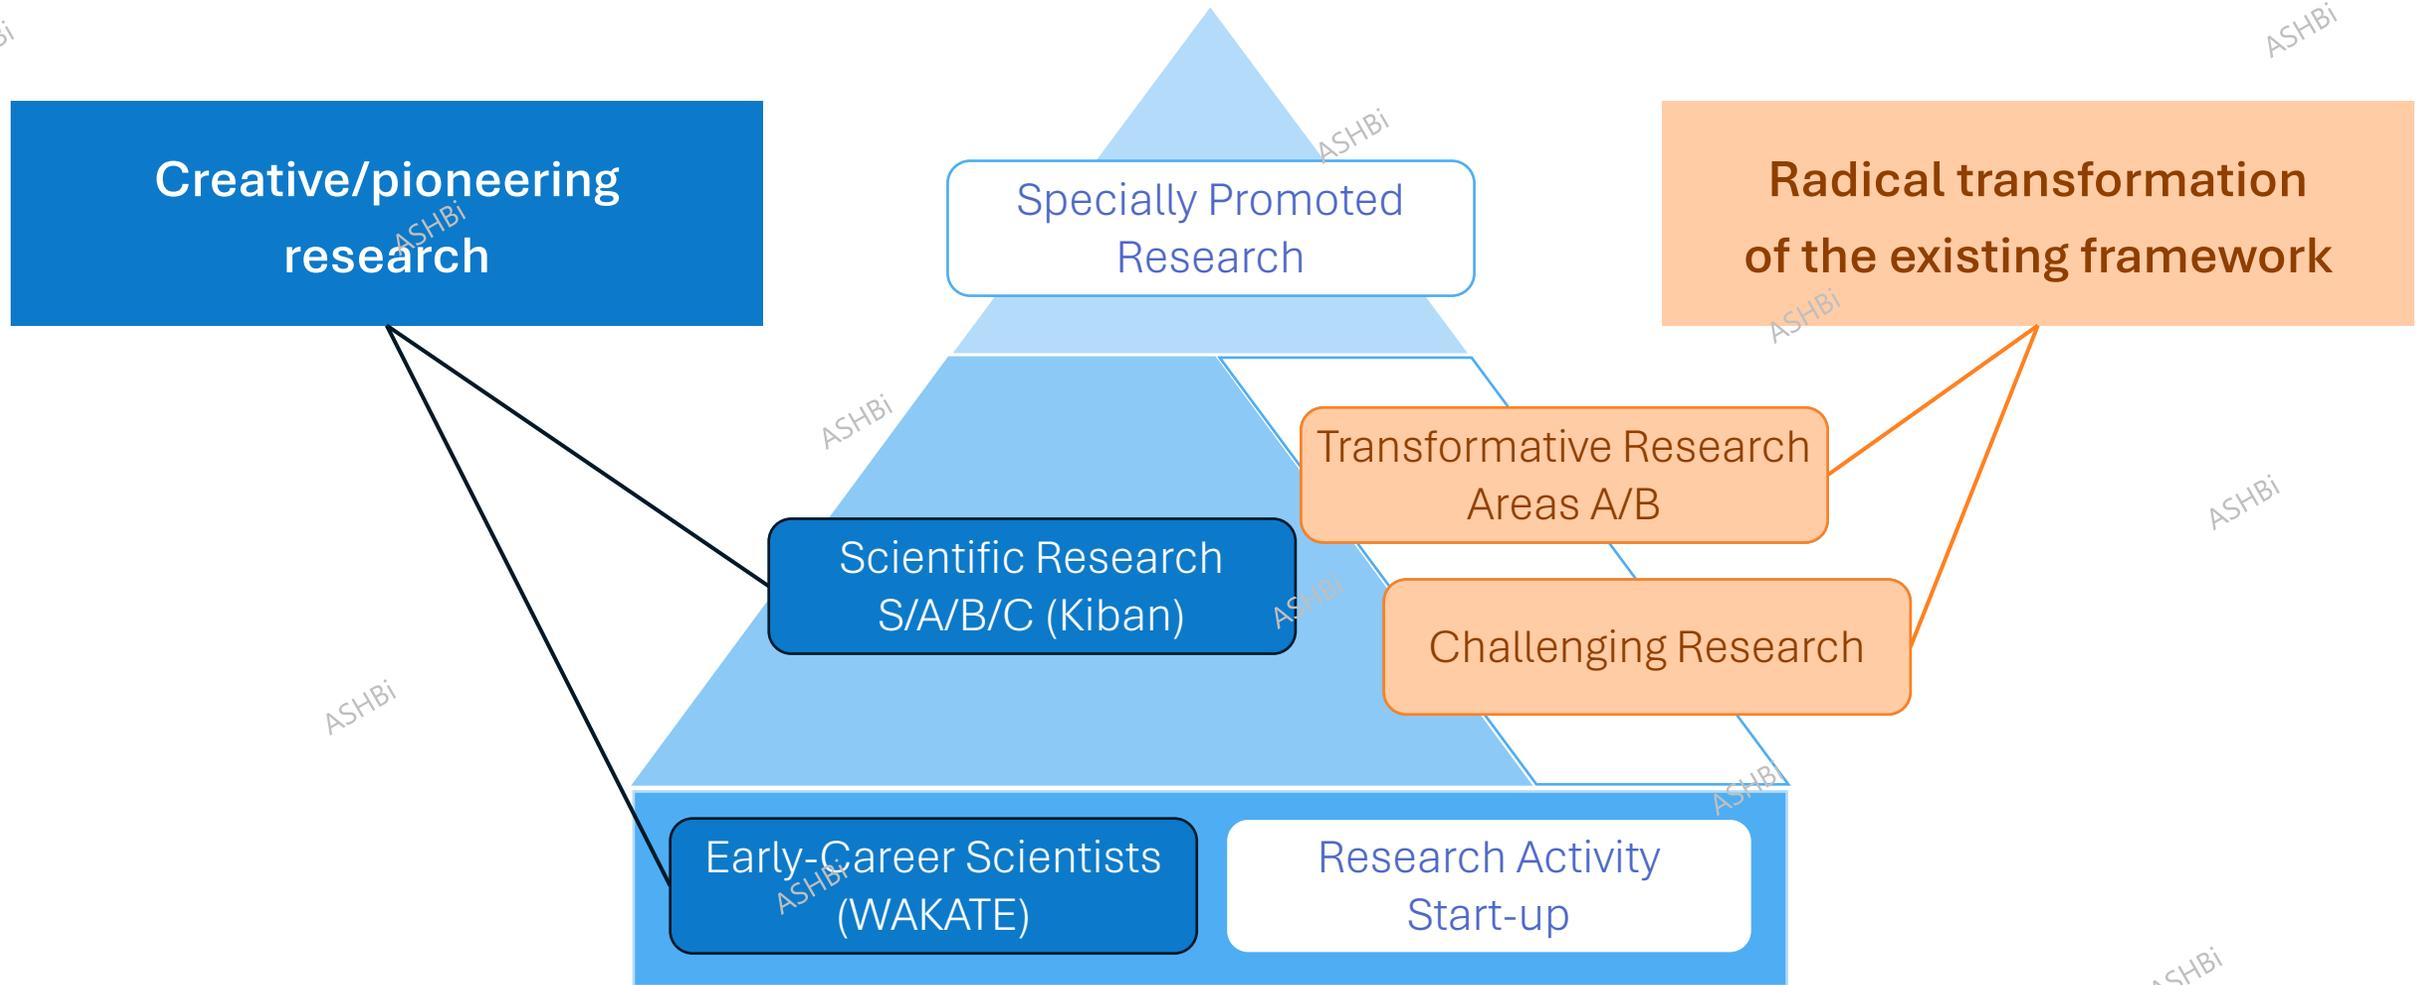 Creative/pioneering
research
Specially Promoted
Research
Radical transformation
of the existing framework
Transformative Research
Areas A/B
Scientific Research
S/A/B/C (Kiban)
Challenging Research
Early-Career Scientists
(WAKATE)
Research Activity
Start-up
ASHBi
ASHBi
ASHBi
ASHBi
ASHBi
ASHBi
ASHBi
ASHBi
ASHBi
ASHBi
ASHBi